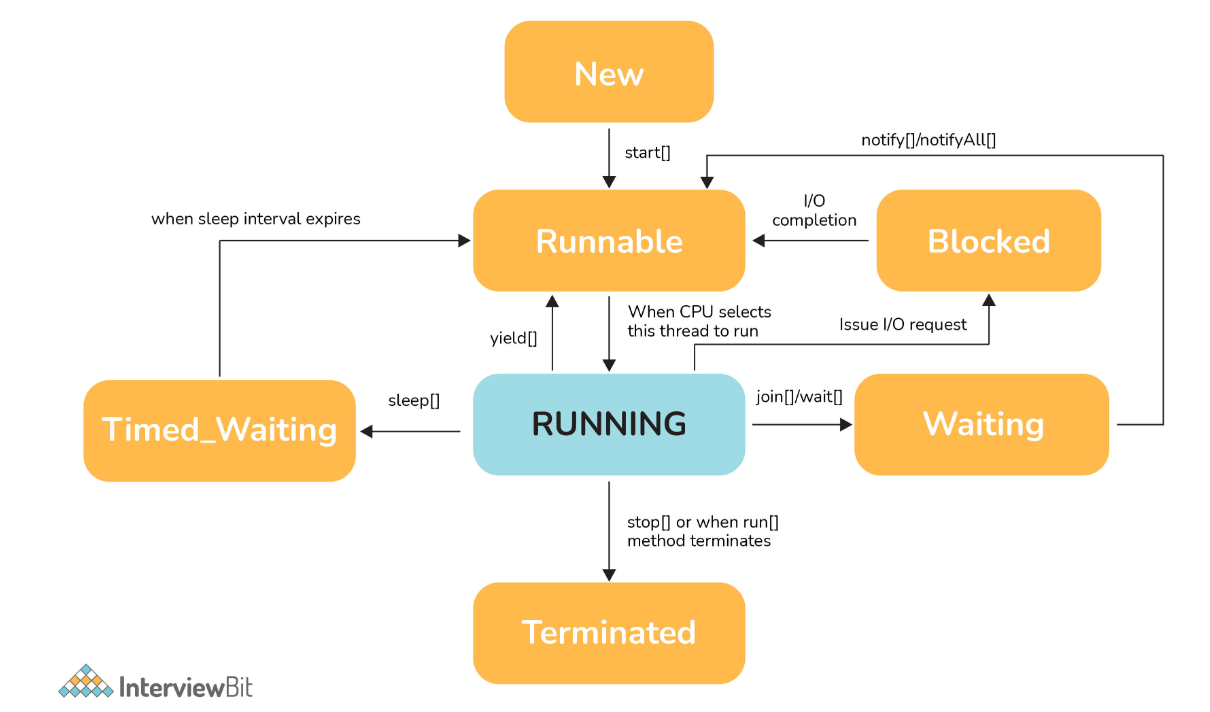 New
start[]
notify[]/notifyAll[]
when sleep interval expires
Runnable
I/O
completion
Blocked
yield[]
When CPU selects
this thread to run
Issue I/O request
Timed_Waiting
sleep[]
RUNNING
join[]/wait[]
Waiting
stop[] or when run[]
method terminates
Terminated
InterviewBit